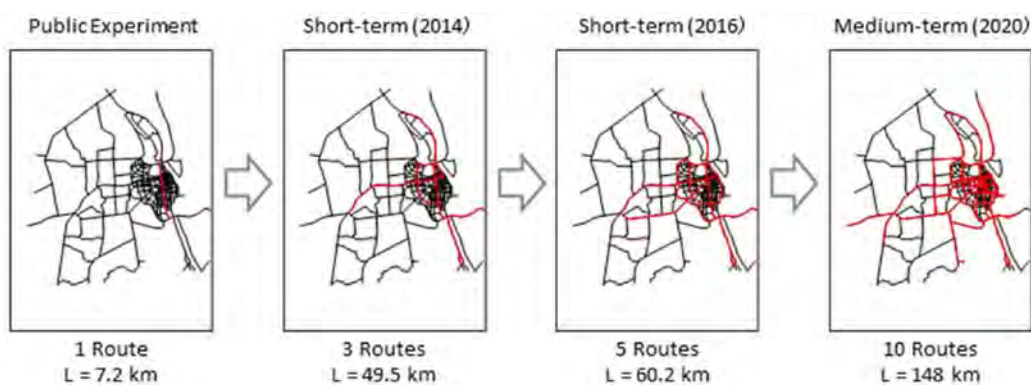 Public Experiment
Short-term (2014)
Short-term (2016)
Medium-term (2020)
1 Route
L = 7.2 km
3 Routes
L = 49.5 km
5 Routes
L = 60.2 km
10 Routes
L = 148 km